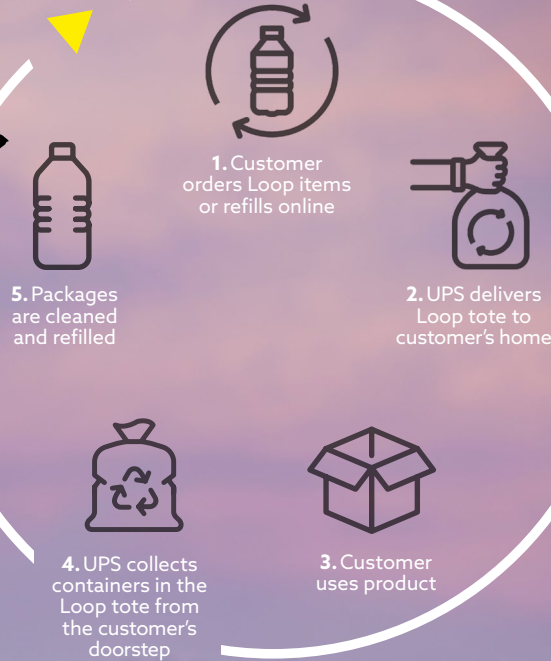 1. Customer
orders Loop items
or refills online
2. UPS delivers
Loop tote to
customer's home
3. Customer
uses product
4. UPS collects
containers in the
Loop tote from
the customer's
doorstep
5. Packages
are cleaned
and refilled